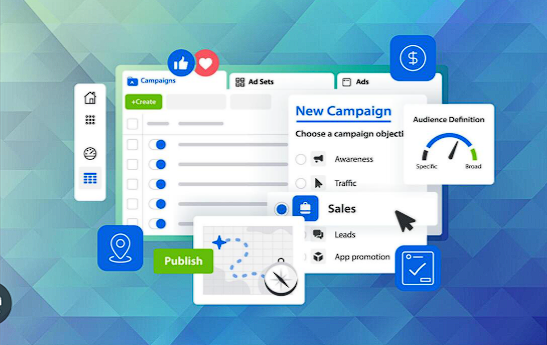 Campaigns
Ad Sets
Ads
+Create
New Campaign
Choose a campaign objecti
Awareness
Traffic
Sales
Leads
App promotion
Audience Definition
Specific
Broad
Publish
$